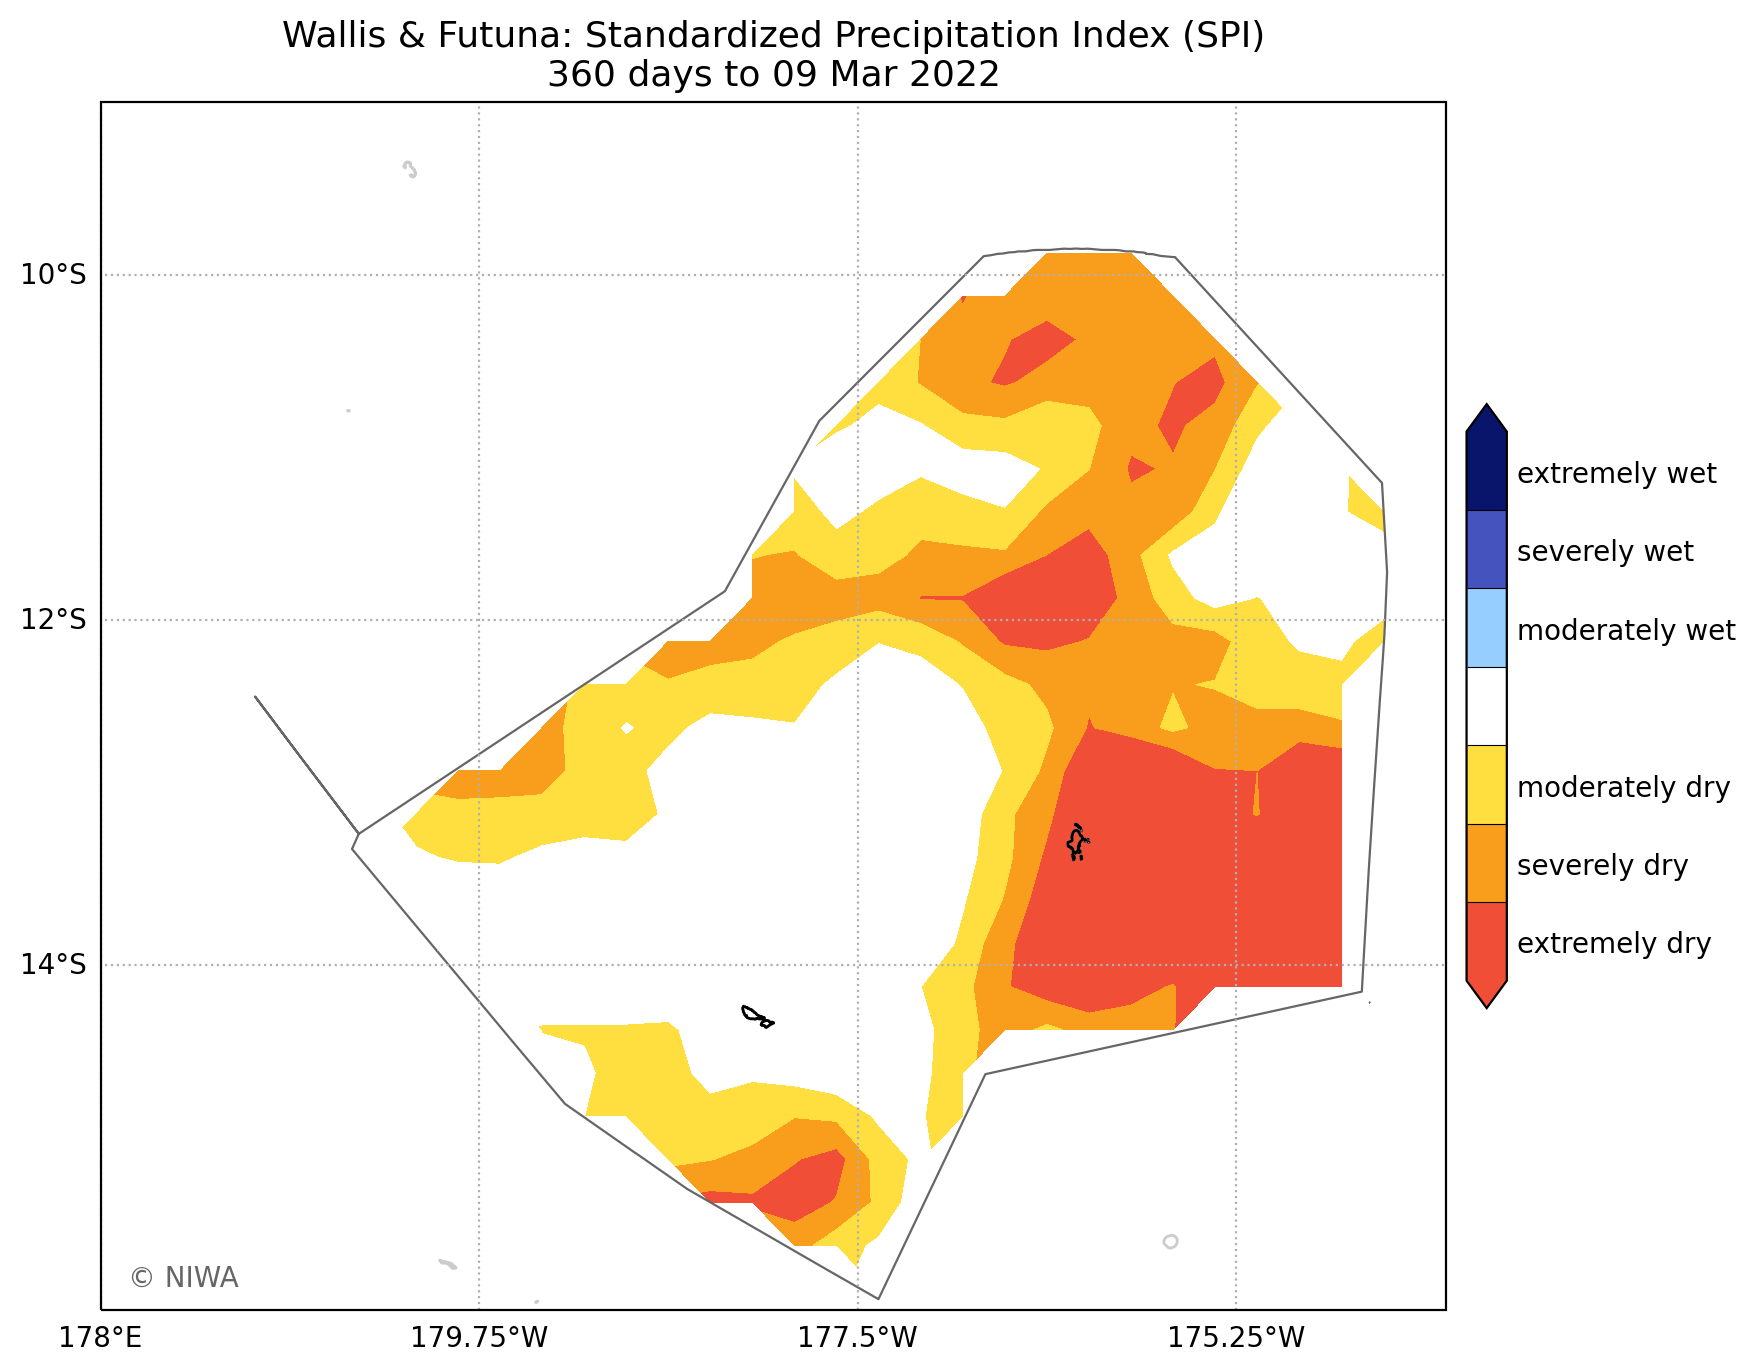 Wallis & Futuna: Standardized Precipitation Index (SPI)
360 days to 09 Mar 2022
10°S
12°S
14°S
178°E
179.75°W
177.5°W
175.25°W
extremely wet
severely wet
moderately wet
moderately dry
severely dry
extremely dry
© NIWA